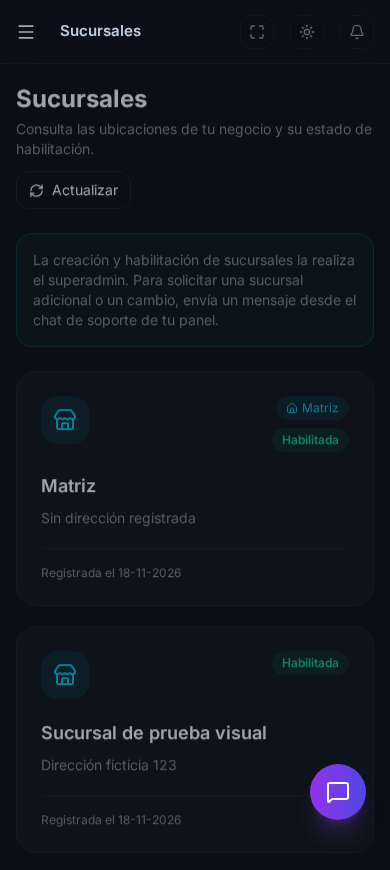 Sucursales
Sucursales
Consulta las ubicaciones de tu negocio y su estado de
habilitación.
Actualizar
La creación y habilitación de sucursales la realiza
el superadmin. Para solicitar una sucursal
adicional o un cambio, envía un mensaje desde el
chat de soporte de tu panel.
Matriz
Habilitada
Matriz
Sin dirección registrada
Registrada el 18-11-2026
Habilitada
Sucursal de prueba visual
Dirección ficticia 123
Registrada el 18-11-2026